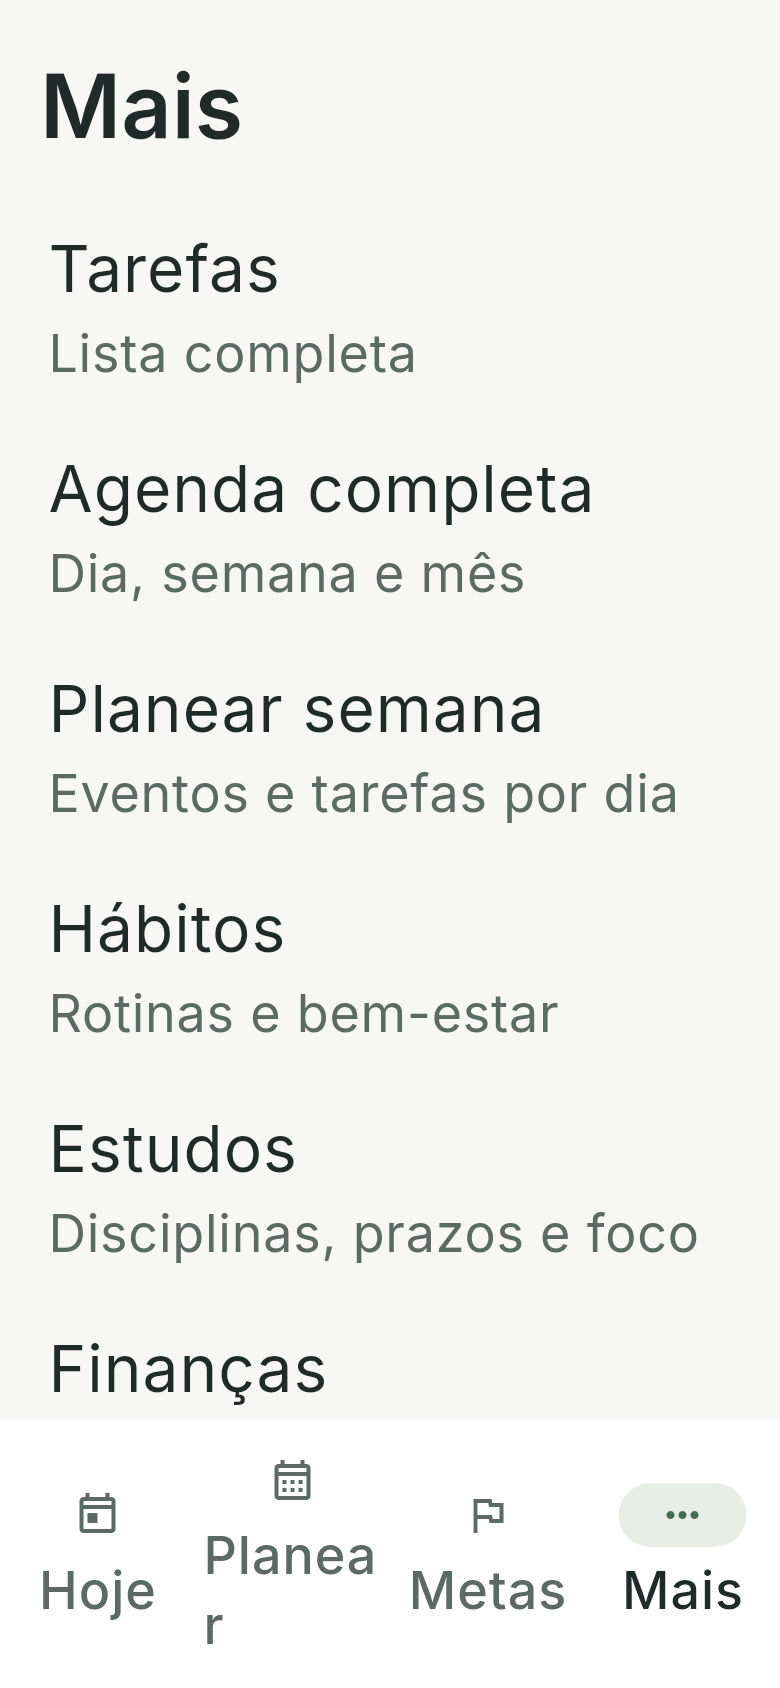 Mais
Tarefas
Lista completa
Agenda completa
Dia, semana e mês
Planear semana
Eventos e tarefas por dia
Hábitos
Rotinas e bem-estar
Estudos
Disciplinas, prazos e foco
Finanças
Hoje
Planea
r
Metas
Mais